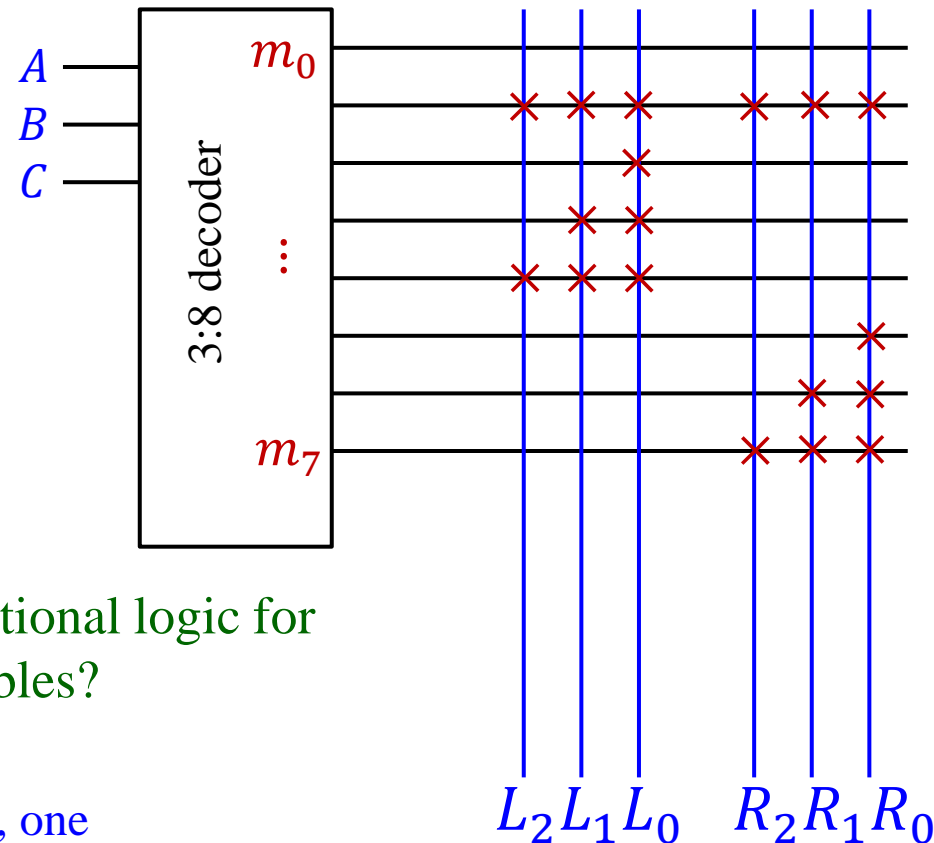 A
B
C
3:8 decoder
m₀
⋮
m₇
tional logic for
bles?
, one
L₂ L₁ L₀ R₂ R₁ R₀